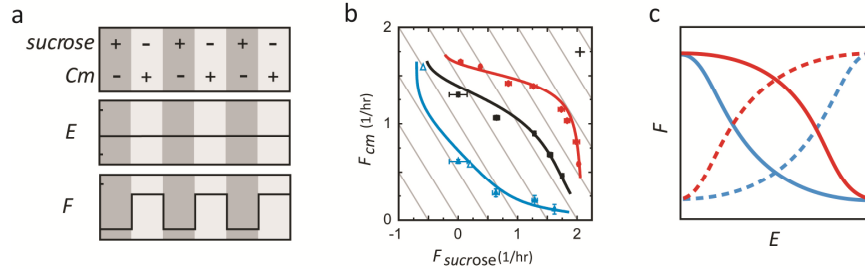 a
sucrose + - + - + -
Cm - + - + - +
E
F
b
2
+
F cm (1/hr)
1
0
-1 0 1 2
F sucrose (1/hr)
c
F
E